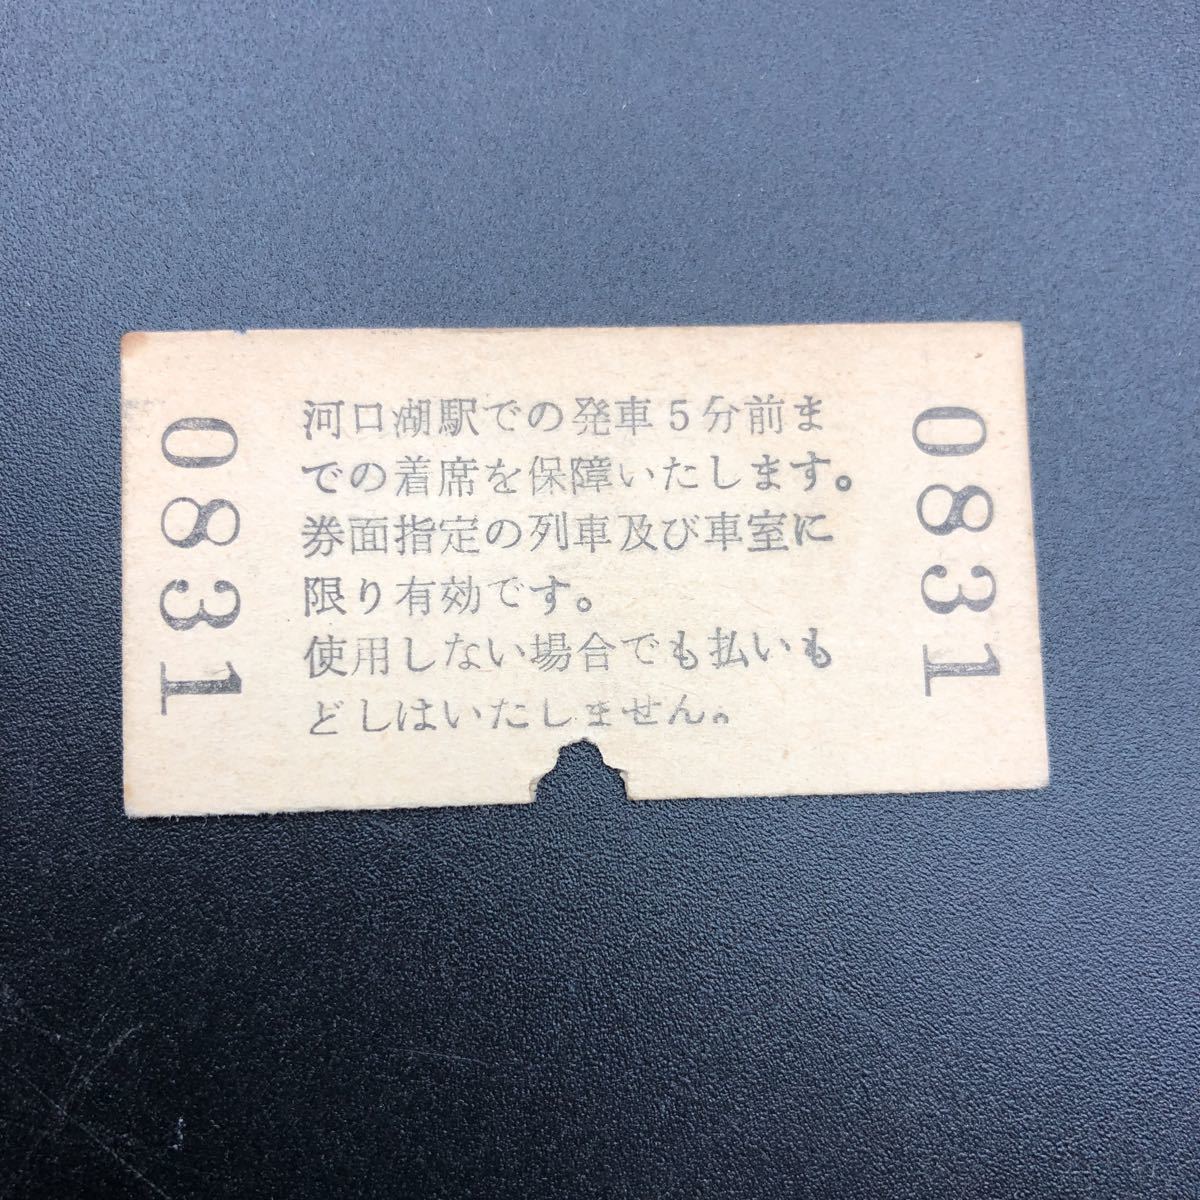 0831
河口湖駅での発車5分前ま
での着席を保障いたします。
券面指定の列車及び車室に
限り有効です。
使用しない場合でも払いも
どしはいたしません。
0831